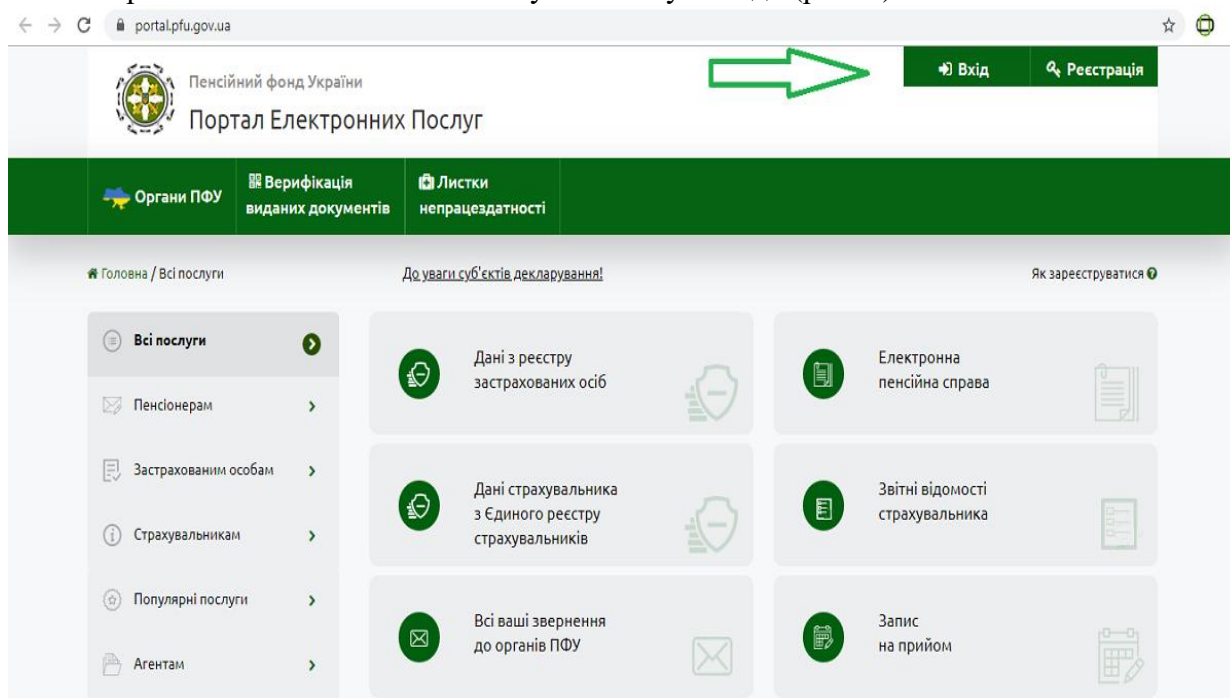 portal.pfu.gov.ua
Пенсійний фонд України
Портал Електронних Послуг
Вхід
Реєстрація
Органи ПФУ
Верифікація
виданих документів
Листки
непрацездатності
Головна / Всі послуги
До уваги суб'єктів декларування!
Як зареєструватися
Всі послуги
Пенсіонерам
Застрахованим особам
Страхувальникам
Популярні послуги
Агентам
Дані з реєстру
застрахованих осіб
Електронна
пенсійна справа
Дані страхувальника
з Єдиного реєстру
страхувальників
Звітні відомості
страхувальника
Всі ваші звернення
до органів ПФУ
Запис
на прийом